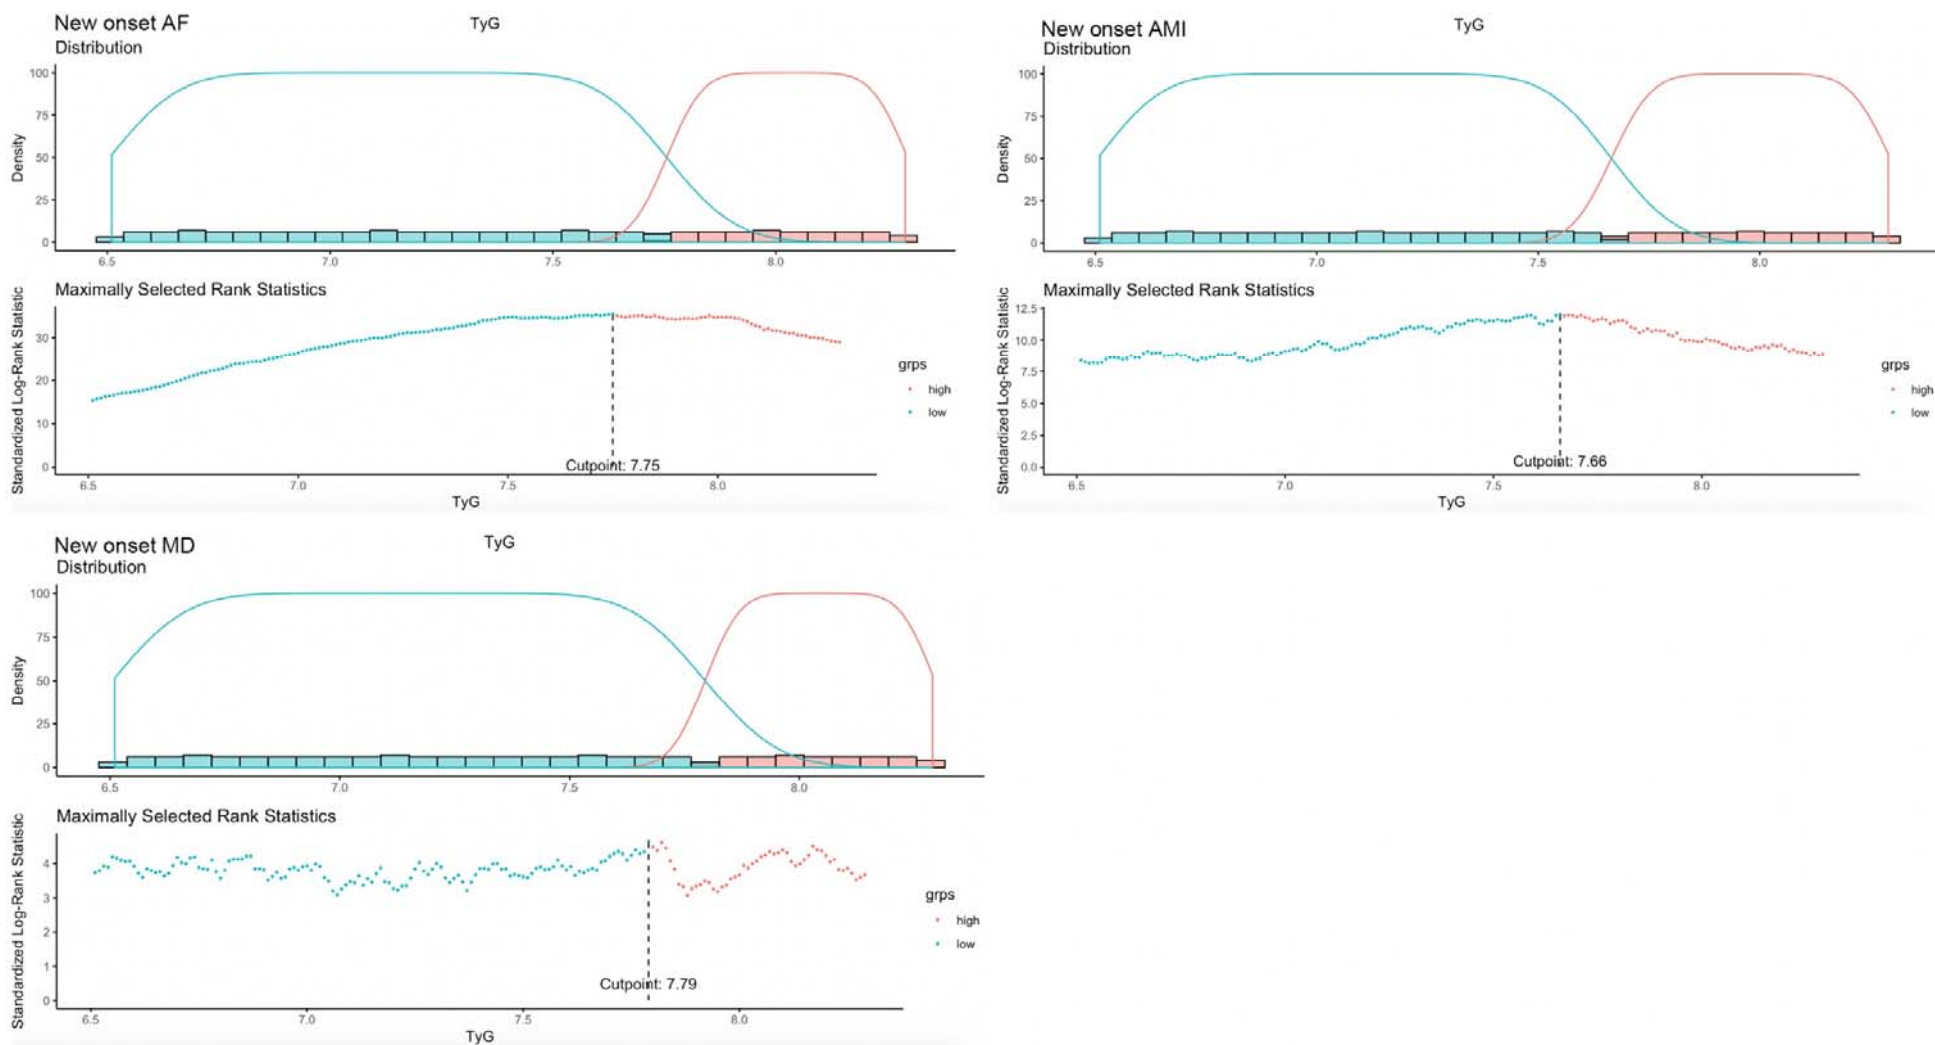 New onset AF
TyG
Distribution
Density
100
75
50
25
0
6.5 7.0 7.5 8.0
Maximally Selected Rank Statistics
Standardized Log-Rank Statistic
30
20
10
0
Cutpoint: 7.75
6.5 7.0 7.5 8.0
TyG
grps
high
low
New onset AMI
TyG
Distribution
Density
100
75
50
25
0
6.5 7.0 7.5 8.0
Maximally Selected Rank Statistics
Standardized Log-Rank Statistic
12.5
10.0
7.5
5.0
2.5
0.0
Cutpoint: 7.66
6.5 7.0 7.5 8.0
TyG
grps
high
low
New onset MD
TyG
Distribution
Density
100
75
50
25
0
6.5 7.0 7.5 8.0
Maximally Selected Rank Statistics
Standardized Log-Rank Statistic
4
3
2
1
0
Cutpoint: 7.79
6.5 7.0 7.5 8.0
TyG
grps
high
low